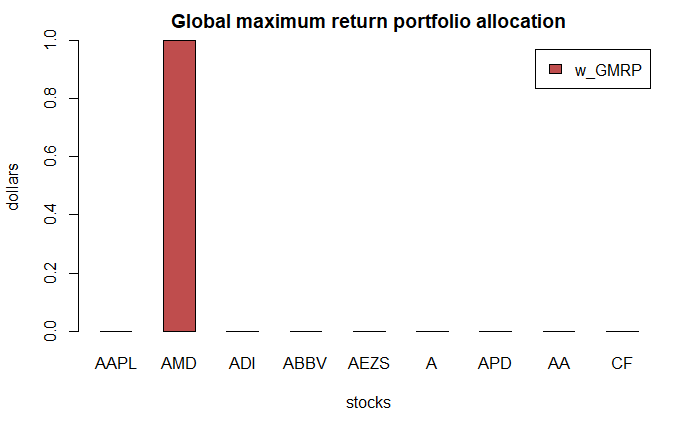 Global maximum return portfolio allocation
w_GMRP
dollars
1.0
0.8
0.6
0.4
0.2
0.0
AAPL AMD ADI ABBV AEZS A APD AA CF
stocks